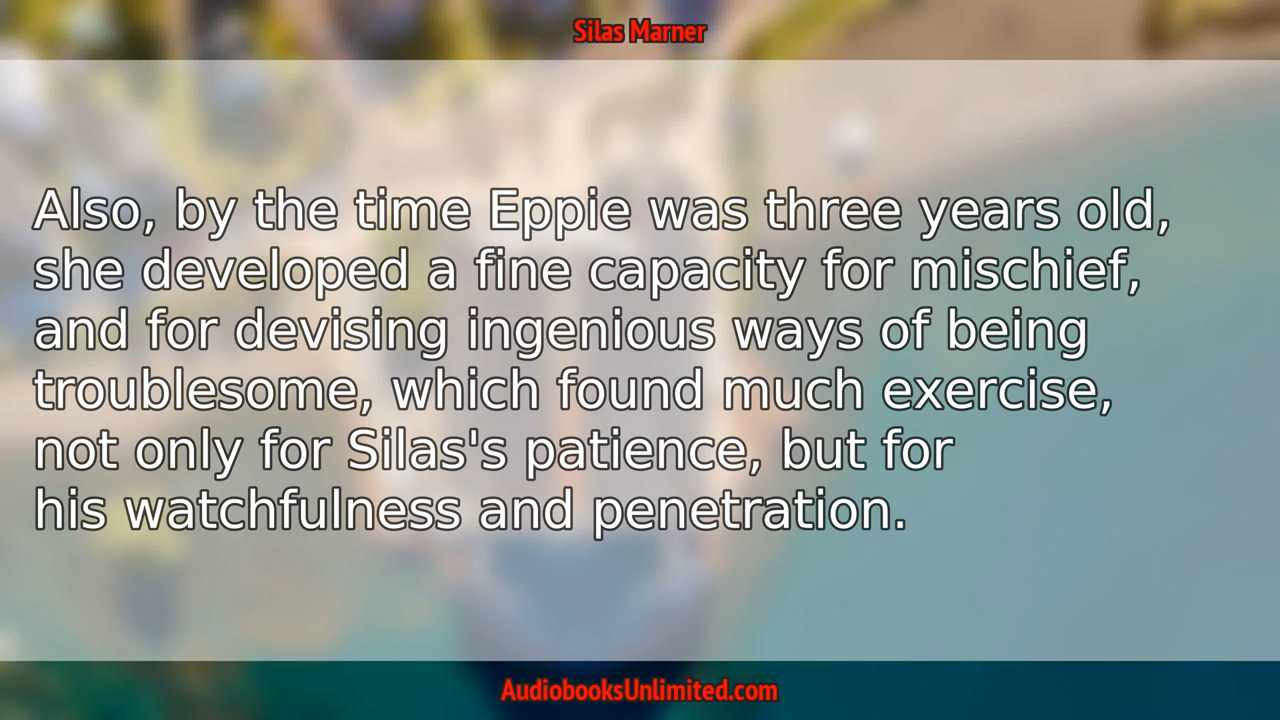 Silas Marner
Also, by the time Eppie was three years old,
she developed a fine capacity for mischief,
and for devising ingenious ways of being
troublesome, which found much exercise,
not only for Silas's patience, but for
his watchfulness and penetration.
AudiobooksUnlimited.com